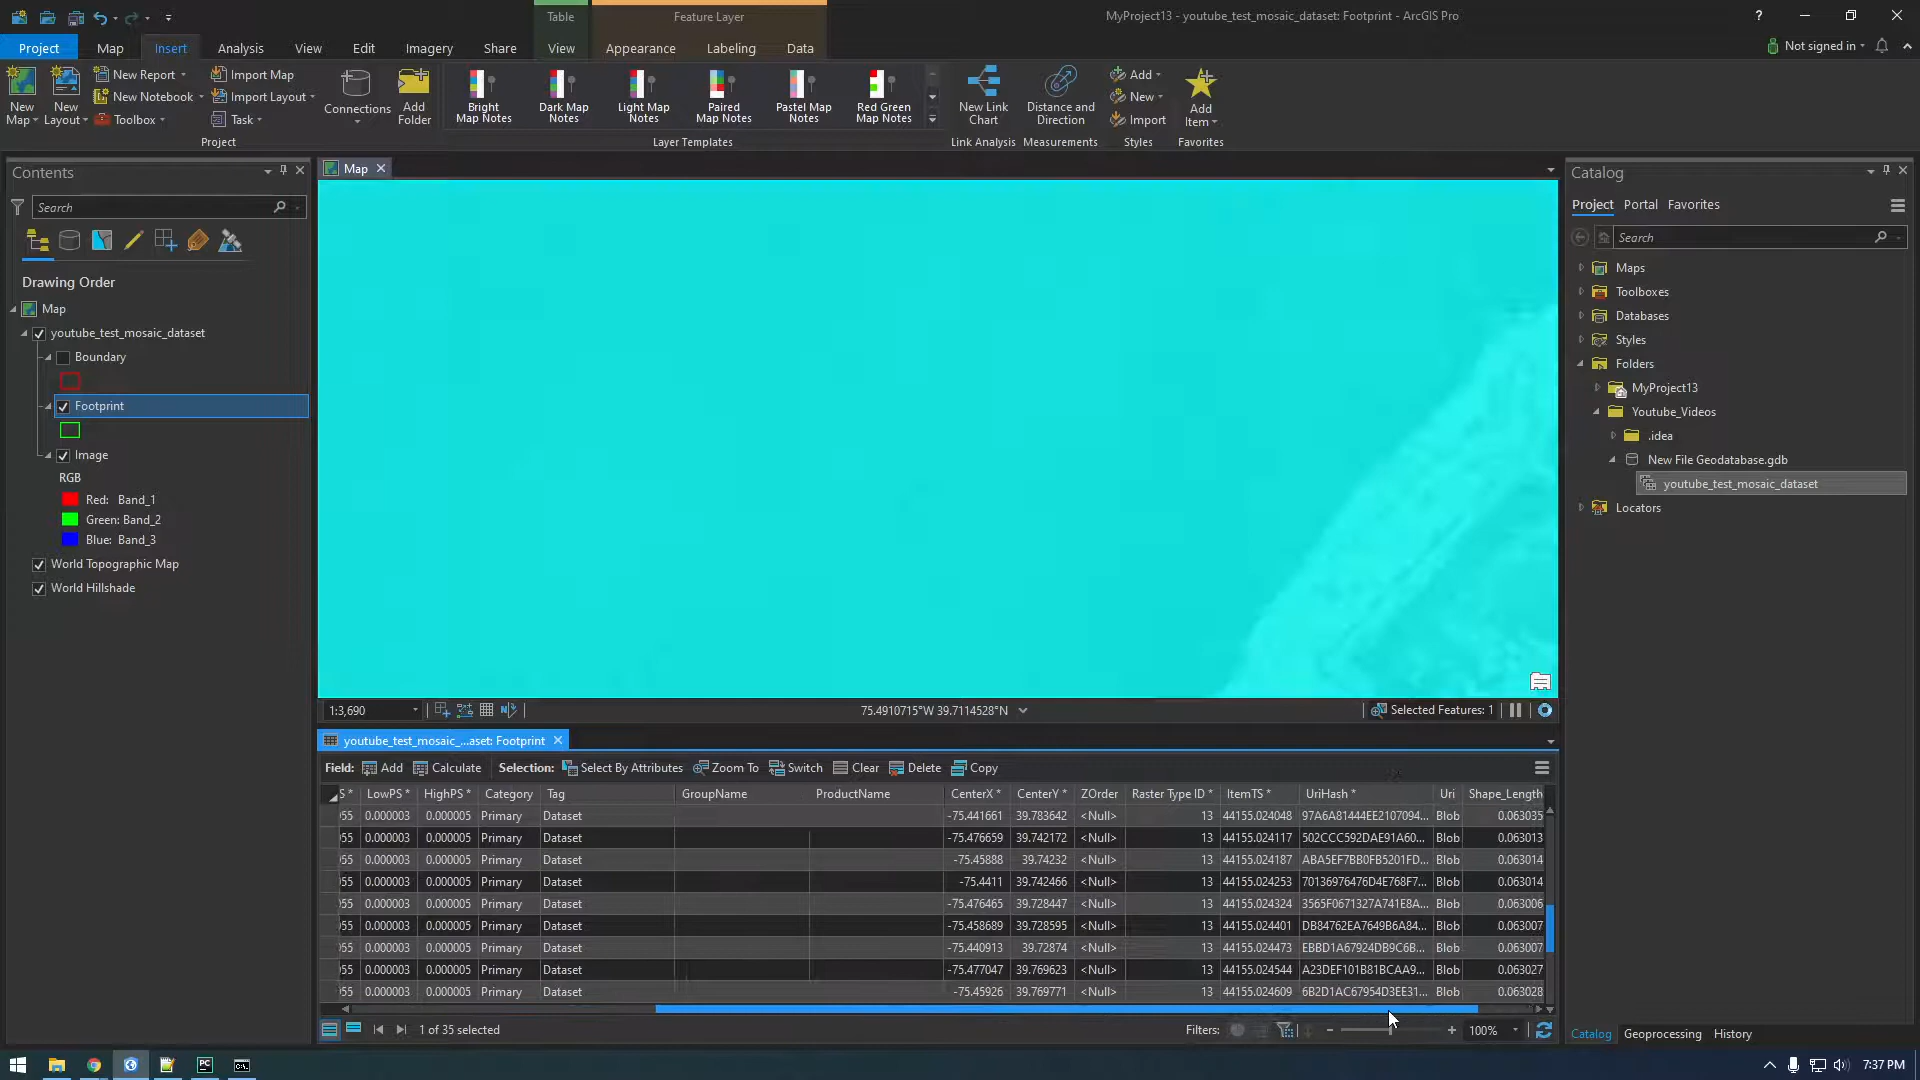 Table
Feature Layer
MyProject13 - youtube_test_mosaic_dataset: Footprint - ArcGIS Pro
?
Project Map Insert Analysis View Edit Imagery Share View Appearance Labeling Data
Not signed in
New Map
New Layout
New Report
New Notebook
Toolbox
Import Map
Import Layout
Task
Connections
Add Folder
Bright Map Notes
Dark Map Notes
Light Map Notes
Paired Map Notes
Pastel Map Notes
Red Green Map Notes
New Link Chart
Distance and Direction
Add
New
Import
Add Item
Project
Layer Templates
Link Analysis
Measurements
Styles
Favorites
Contents
Search
Drawing Order
Map
youtube_test_mosaic_dataset
Boundary
Footprint
Image
RGB
Red: Band_1
Green: Band_2
Blue: Band_3
World Topographic Map
World Hillshade
Map
1:3,690
75.4910715°W 39.7114528°N
Selected Features: 1
youtube_test_mosaic_...aset: Footprint
Field: Add Calculate Selection: Select By Attributes Zoom To Switch Clear Delete Copy
S * LowPS * HighPS * Category Tag GroupName ProductName CenterX * CenterY * ZOrder Raster Type ID * ItemTS * UriHash * Uri Shape_Length
55 0.000003 0.000005 Primary Dataset -75.441661 39.783642 <Null> 13 44155.024048 97A6A81444EE2107094... Blob 0.063035
55 0.000003 0.000005 Primary Dataset -75.476659 39.742172 <Null> 13 44155.024117 502CCC592DAE91A60... Blob 0.063013
55 0.000003 0.000005 Primary Dataset -75.45888 39.74232 <Null> 13 44155.024187 ABA5EF7BB0FB5201FD... Blob 0.063014
55 0.000003 0.000005 Primary Dataset -75.4411 39.742466 <Null> 13 44155.024253 70136976476D4E768F7... Blob 0.063014
55 0.000003 0.000005 Primary Dataset -75.476465 39.728447 <Null> 13 44155.024324 3565F0671327A741E8A... Blob 0.063006
55 0.000003 0.000005 Primary Dataset -75.458689 39.728595 <Null> 13 44155.024401 DB84762EA7649B6A84... Blob 0.063007
55 0.000003 0.000005 Primary Dataset -75.440913 39.72874 <Null> 13 44155.024473 EBBD1A67924DB9C6B... Blob 0.063007
55 0.000003 0.000005 Primary Dataset -75.477047 39.769623 <Null> 13 44155.024544 A23DEF101B81BCAA9... Blob 0.063027
55 0.000003 0.000005 Primary Dataset -75.45926 39.769771 <Null> 13 44155.024609 6B2D1AC67954D3EE31... Blob 0.063028
1 of 35 selected
Filters:
100%
Catalog
Project Portal Favorites
Search
Maps
Toolboxes
Databases
Styles
Folders
MyProject13
Youtube_Videos
.idea
New File Geodatabase.gdb
youtube_test_mosaic_dataset
Locators
Catalog Geoprocessing History
7:37 PM